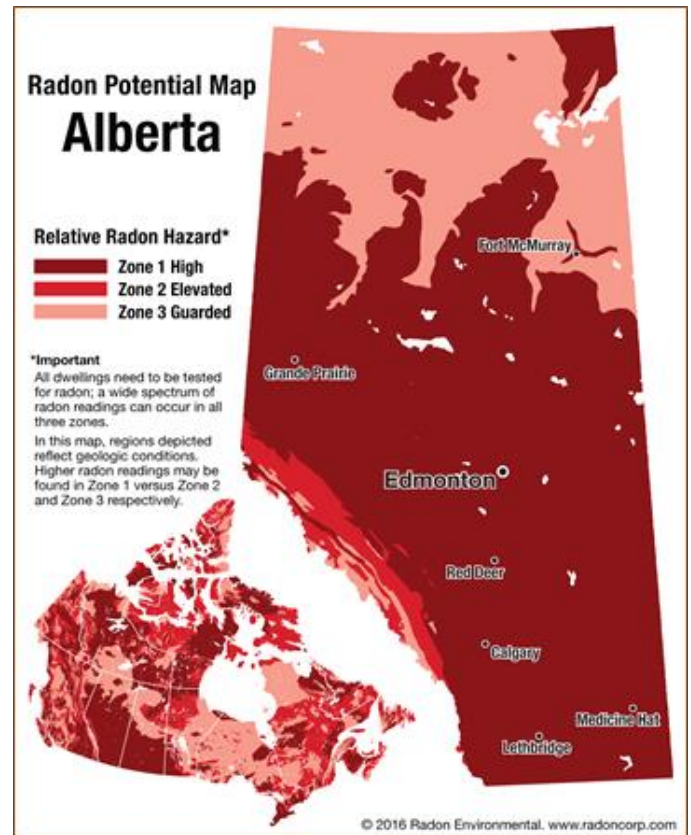 Radon Potential Map
Alberta
Relative Radon Hazard*
Zone 1 High
Zone 2 Elevated
Zone 3 Guarded
*Important
All dwellings need to be tested
for radon; a wide spectrum of
radon readings can occur in all
three zones.
In this map, regions depicted
reflect geologic conditions.
Higher radon readings may be
found in Zone 1 versus Zone 2
and Zone 3 respectively.
Fort McMurray
Grande Prairie
Edmonton
Red Deer
Calgary
Medicine Hat
Lethbridge
© 2016 Radon Environmental. www.radoncorp.com